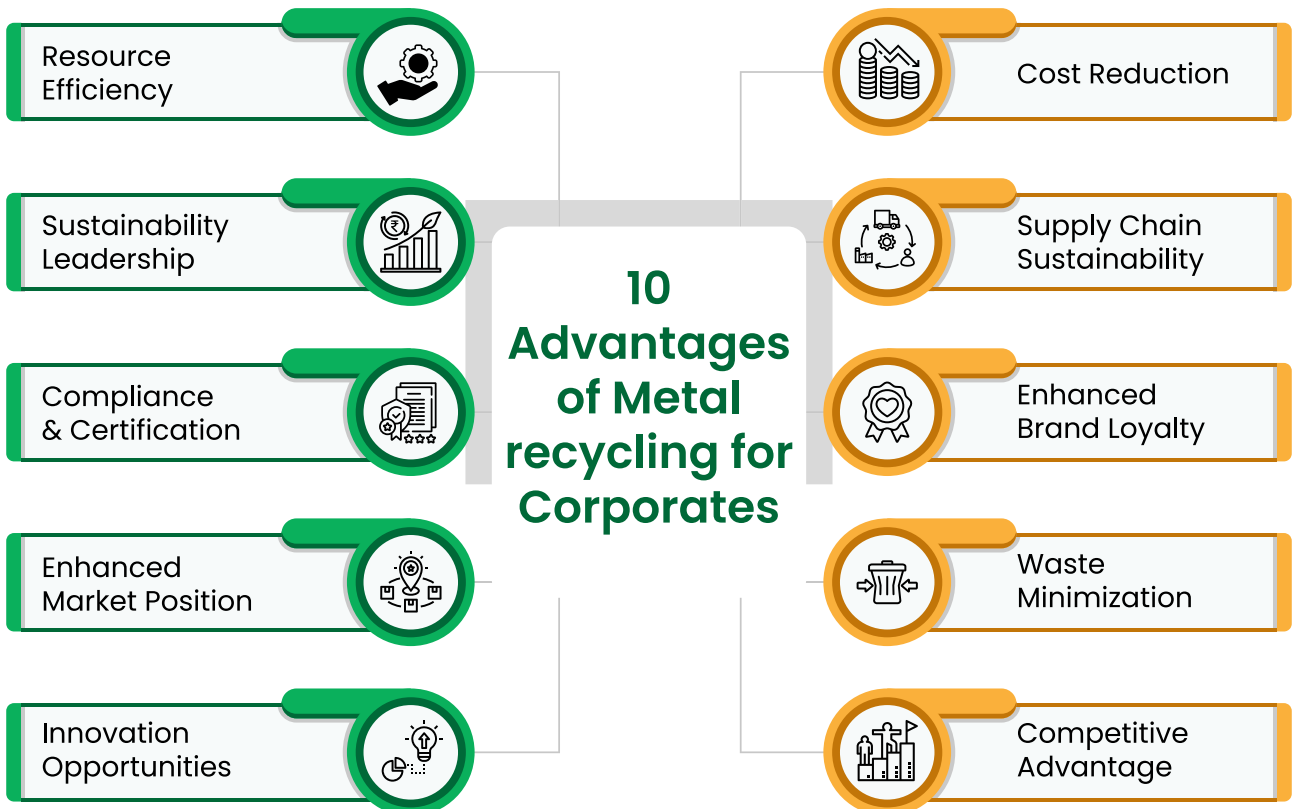 Resource
Efficiency
Sustainability
Leadership
Compliance
& Certification
Enhanced
Market Position
Innovation
Opportunities
10
Advantages
of Metal
recycling for
Corporates
Cost Reduction
Supply Chain
Sustainability
Enhanced
Brand Loyalty
Waste
Minimization
Competitive
Advantage